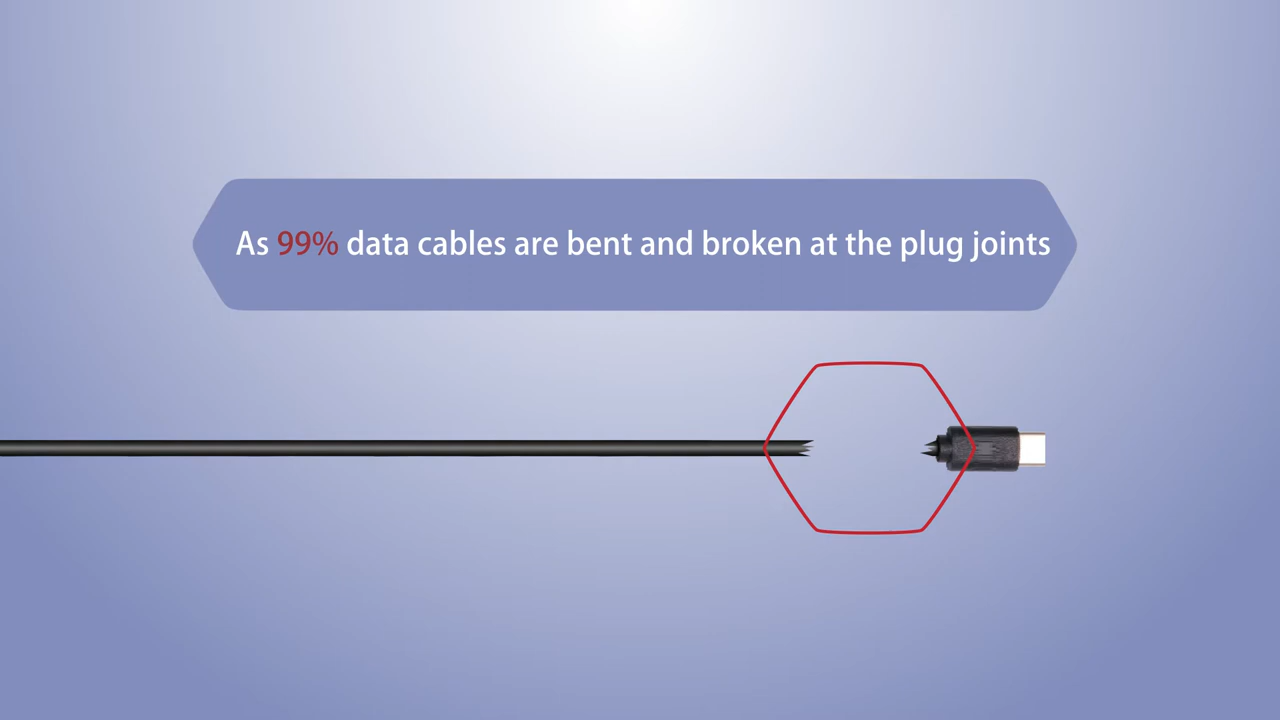 As 99% data cables are bent and broken at the plug joints